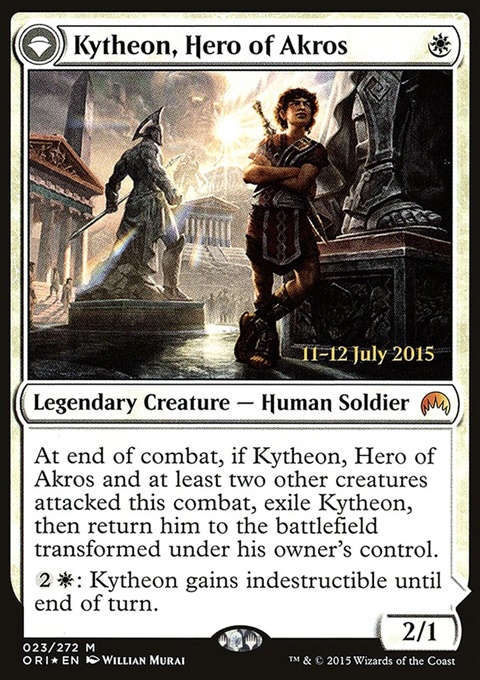 Kytheon, Hero of Akros
11–12 July 2015
Legendary Creature — Human Soldier
At end of combat, if Kytheon, Hero of
Akros and at least two other creatures
attacked this combat, exile Kytheon,
then return him to the battlefield
transformed under his owner's control.
2: Kytheon gains indestructible until
end of turn.
2/1
023/272 M
ORI★EN Willian Murai
™ & © 2015 Wizards of the Coast